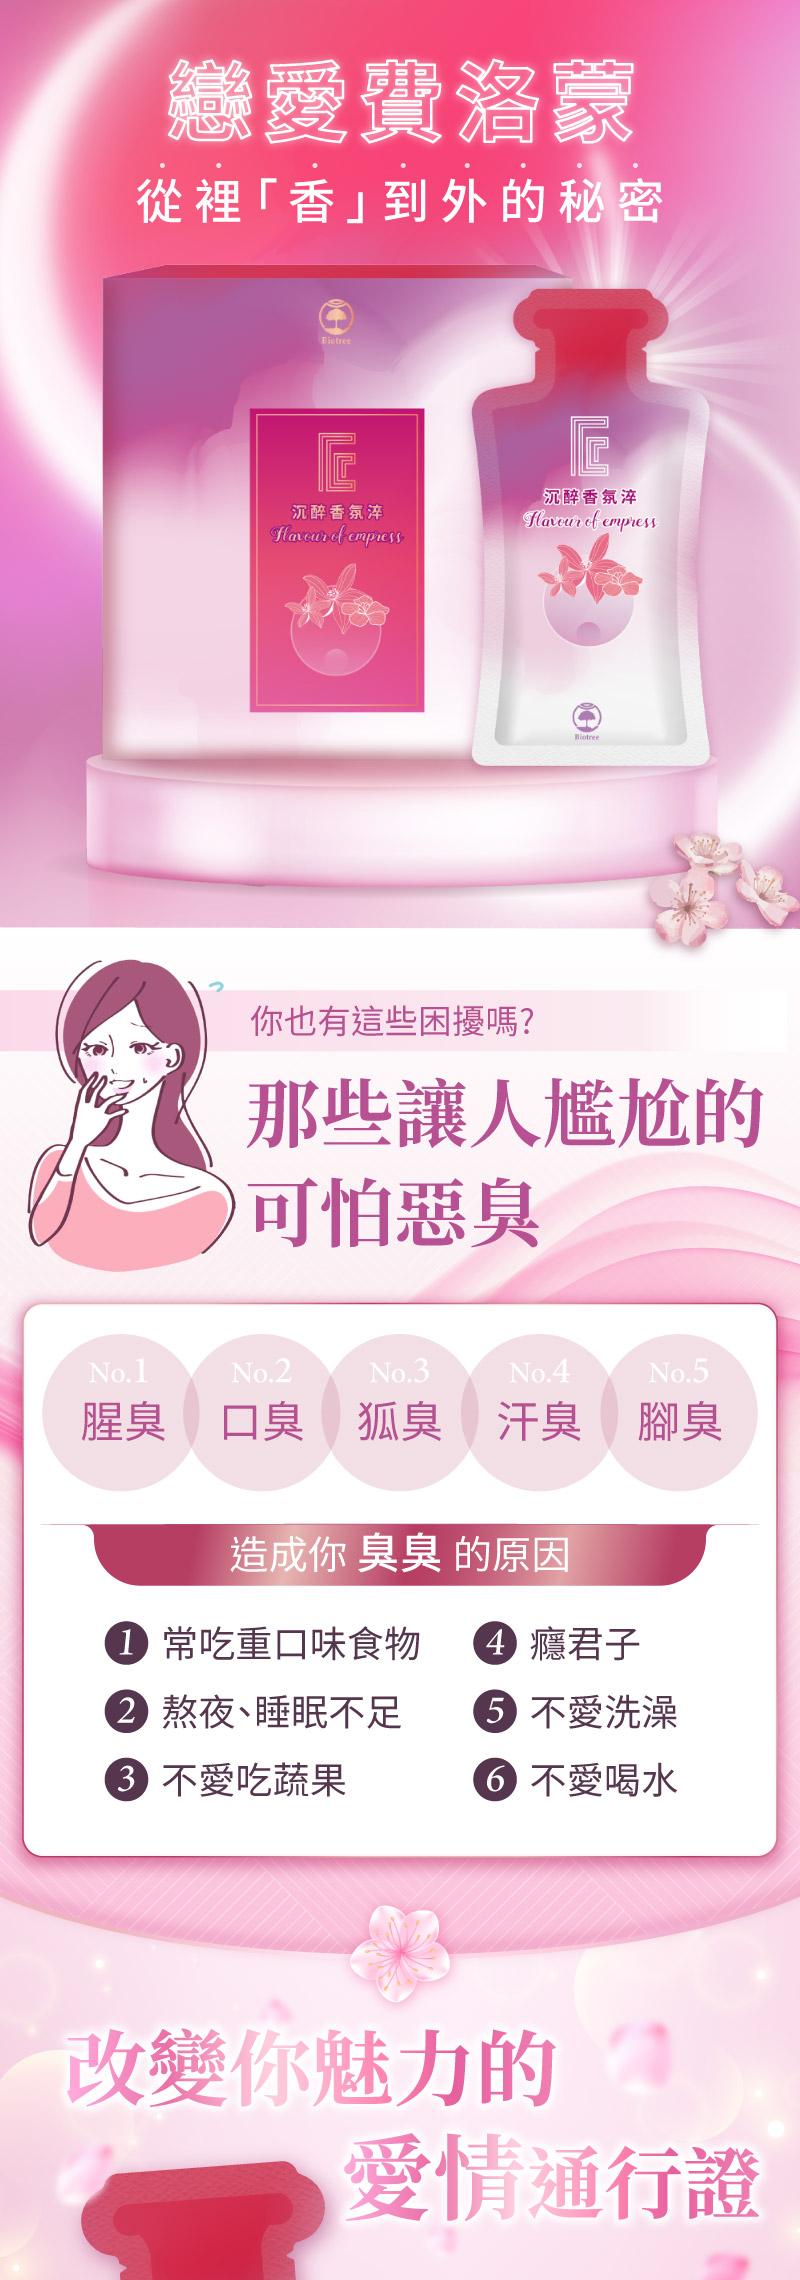 戀愛費洛蒙
從裡「香」到外的秘密
Biotree
沉醉香氛淬
Flavour of empress
沉醉香氛淬
Flavour of empress
Biotree
你也有這些困擾嗎?
那些讓人尷尬的
可怕惡臭
No.1 No.2 No.3 No.4 No.5
腥臭 口臭 狐臭 汗臭 腳臭
造成你 臭臭 的原因
1 常吃重口味食物
2 熬夜、睡眠不足
3 不愛吃蔬果
4 癮君子
5 不愛洗澡
6 不愛喝水
改變你魅力的
愛情通行證